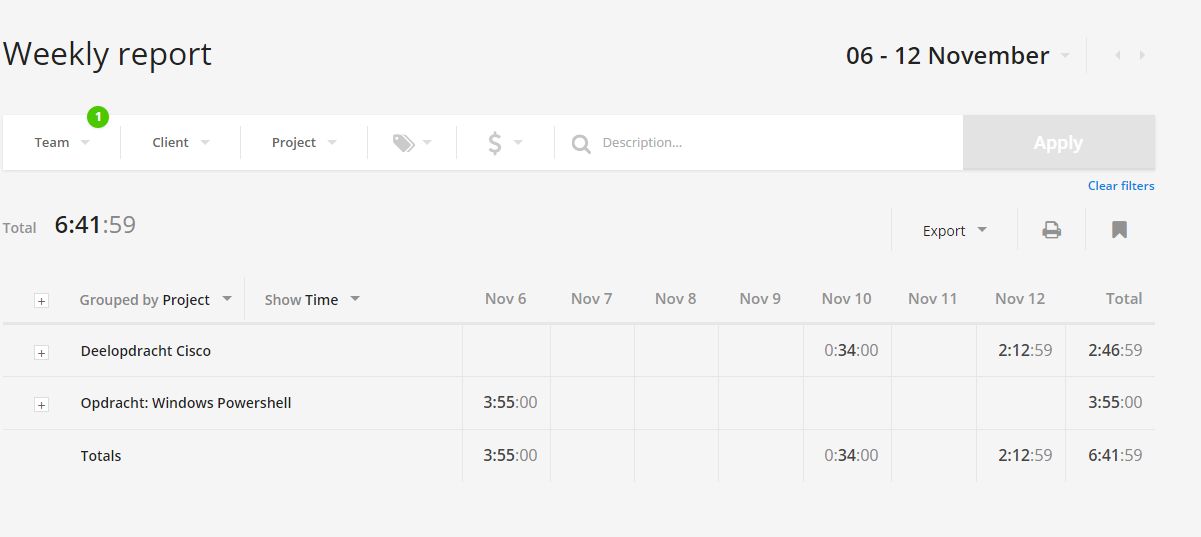 Weekly report
06 - 12 November
1
Team Client Project $ Description... Apply
Clear filters
Total 6:41:59
Export
Grouped by Project Show Time Nov 6 Nov 7 Nov 8 Nov 9 Nov 10 Nov 11 Nov 12 Total
Deelopdracht Cisco 0:34:00 2:12:59 2:46:59
Opdracht: Windows Powershell 3:55:00 3:55:00
Totals 3:55:00 0:34:00 2:12:59 6:41:59